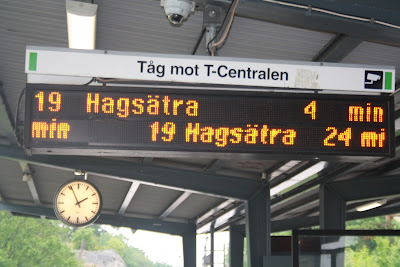 Tåg mot T-Centralen
19 Hagsätra 4 min
min 19 Hagsätra 24 mi